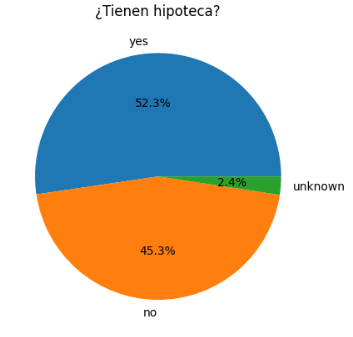 ¿Tienen hipoteca?
yes
52.3%
2.4%
unknown
45.3%
no